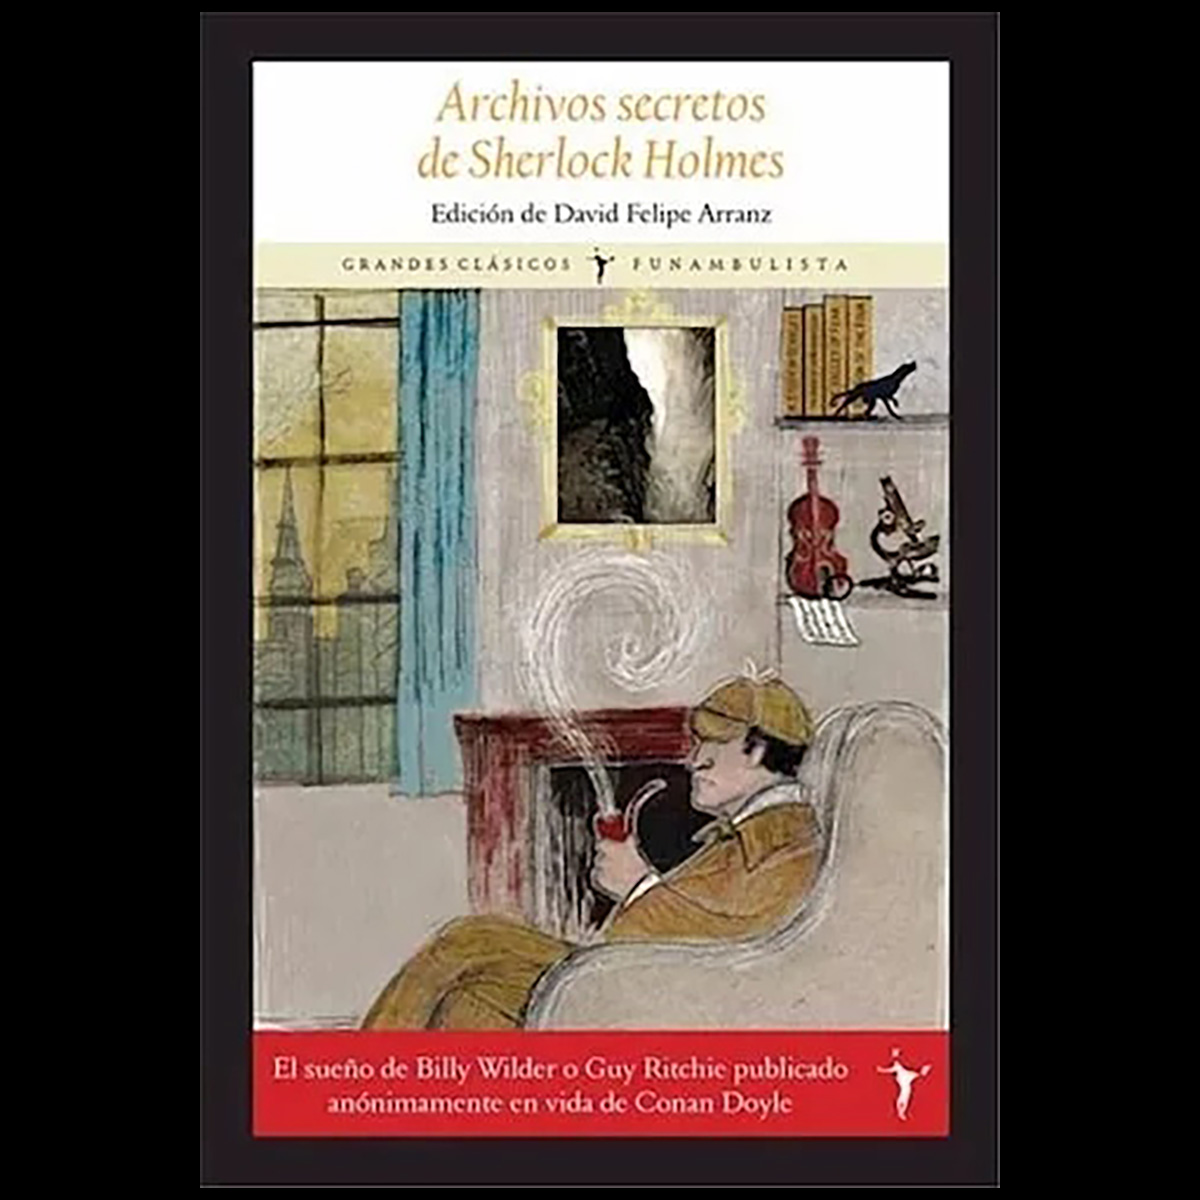 Archivos secretos
de Sherlock Holmes
Edición de David Felipe Arranz
GRANDES CLÁSICOS FUNAMBULISTA
El sueño de Billy Wilder o Guy Ritchie publicado
anónimamente en vida de Conan Doyle